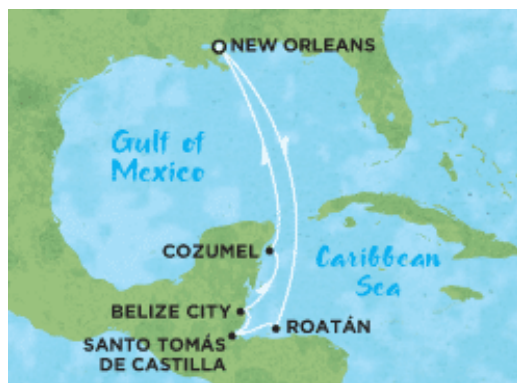 NEW ORLEANS
Gulf of
Mexico
COZUMEL
Caribbean
Sea
BELIZE CITY
ROATÁN
SANTO TOMÁS
DE CASTILLA